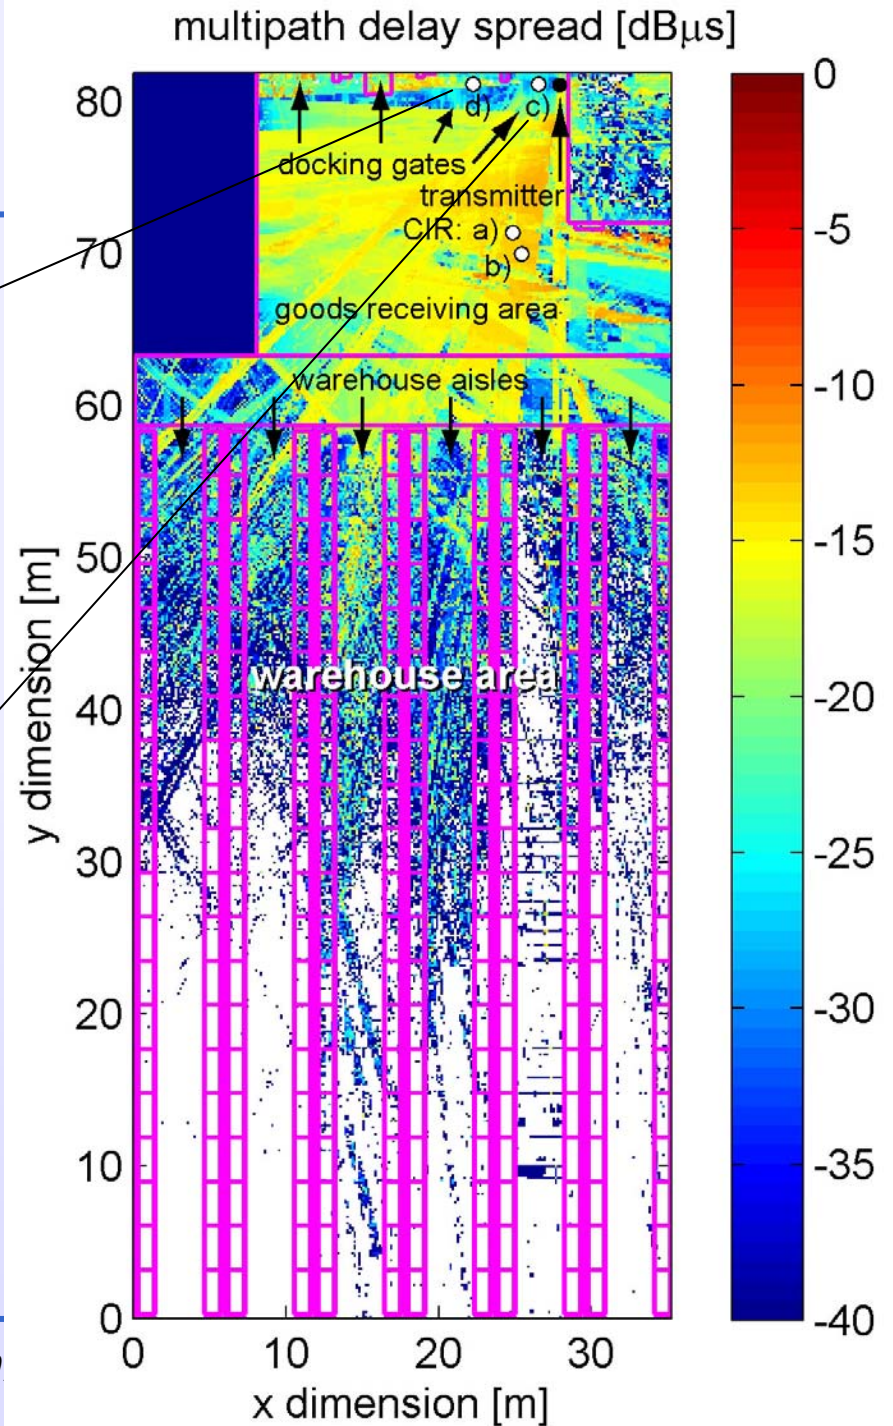 multipath delay spread [dBμs]
80
d) c)
docking gates
transmitter
CIR: a)
70
b)
goods receiving area
warehouse aisles
60
50
warehouse area
40
30
20
10
0
0 10 20 30
x dimension [m]
y dimension [m]
0
-5
-10
-15
-20
-25
-30
-35
-40